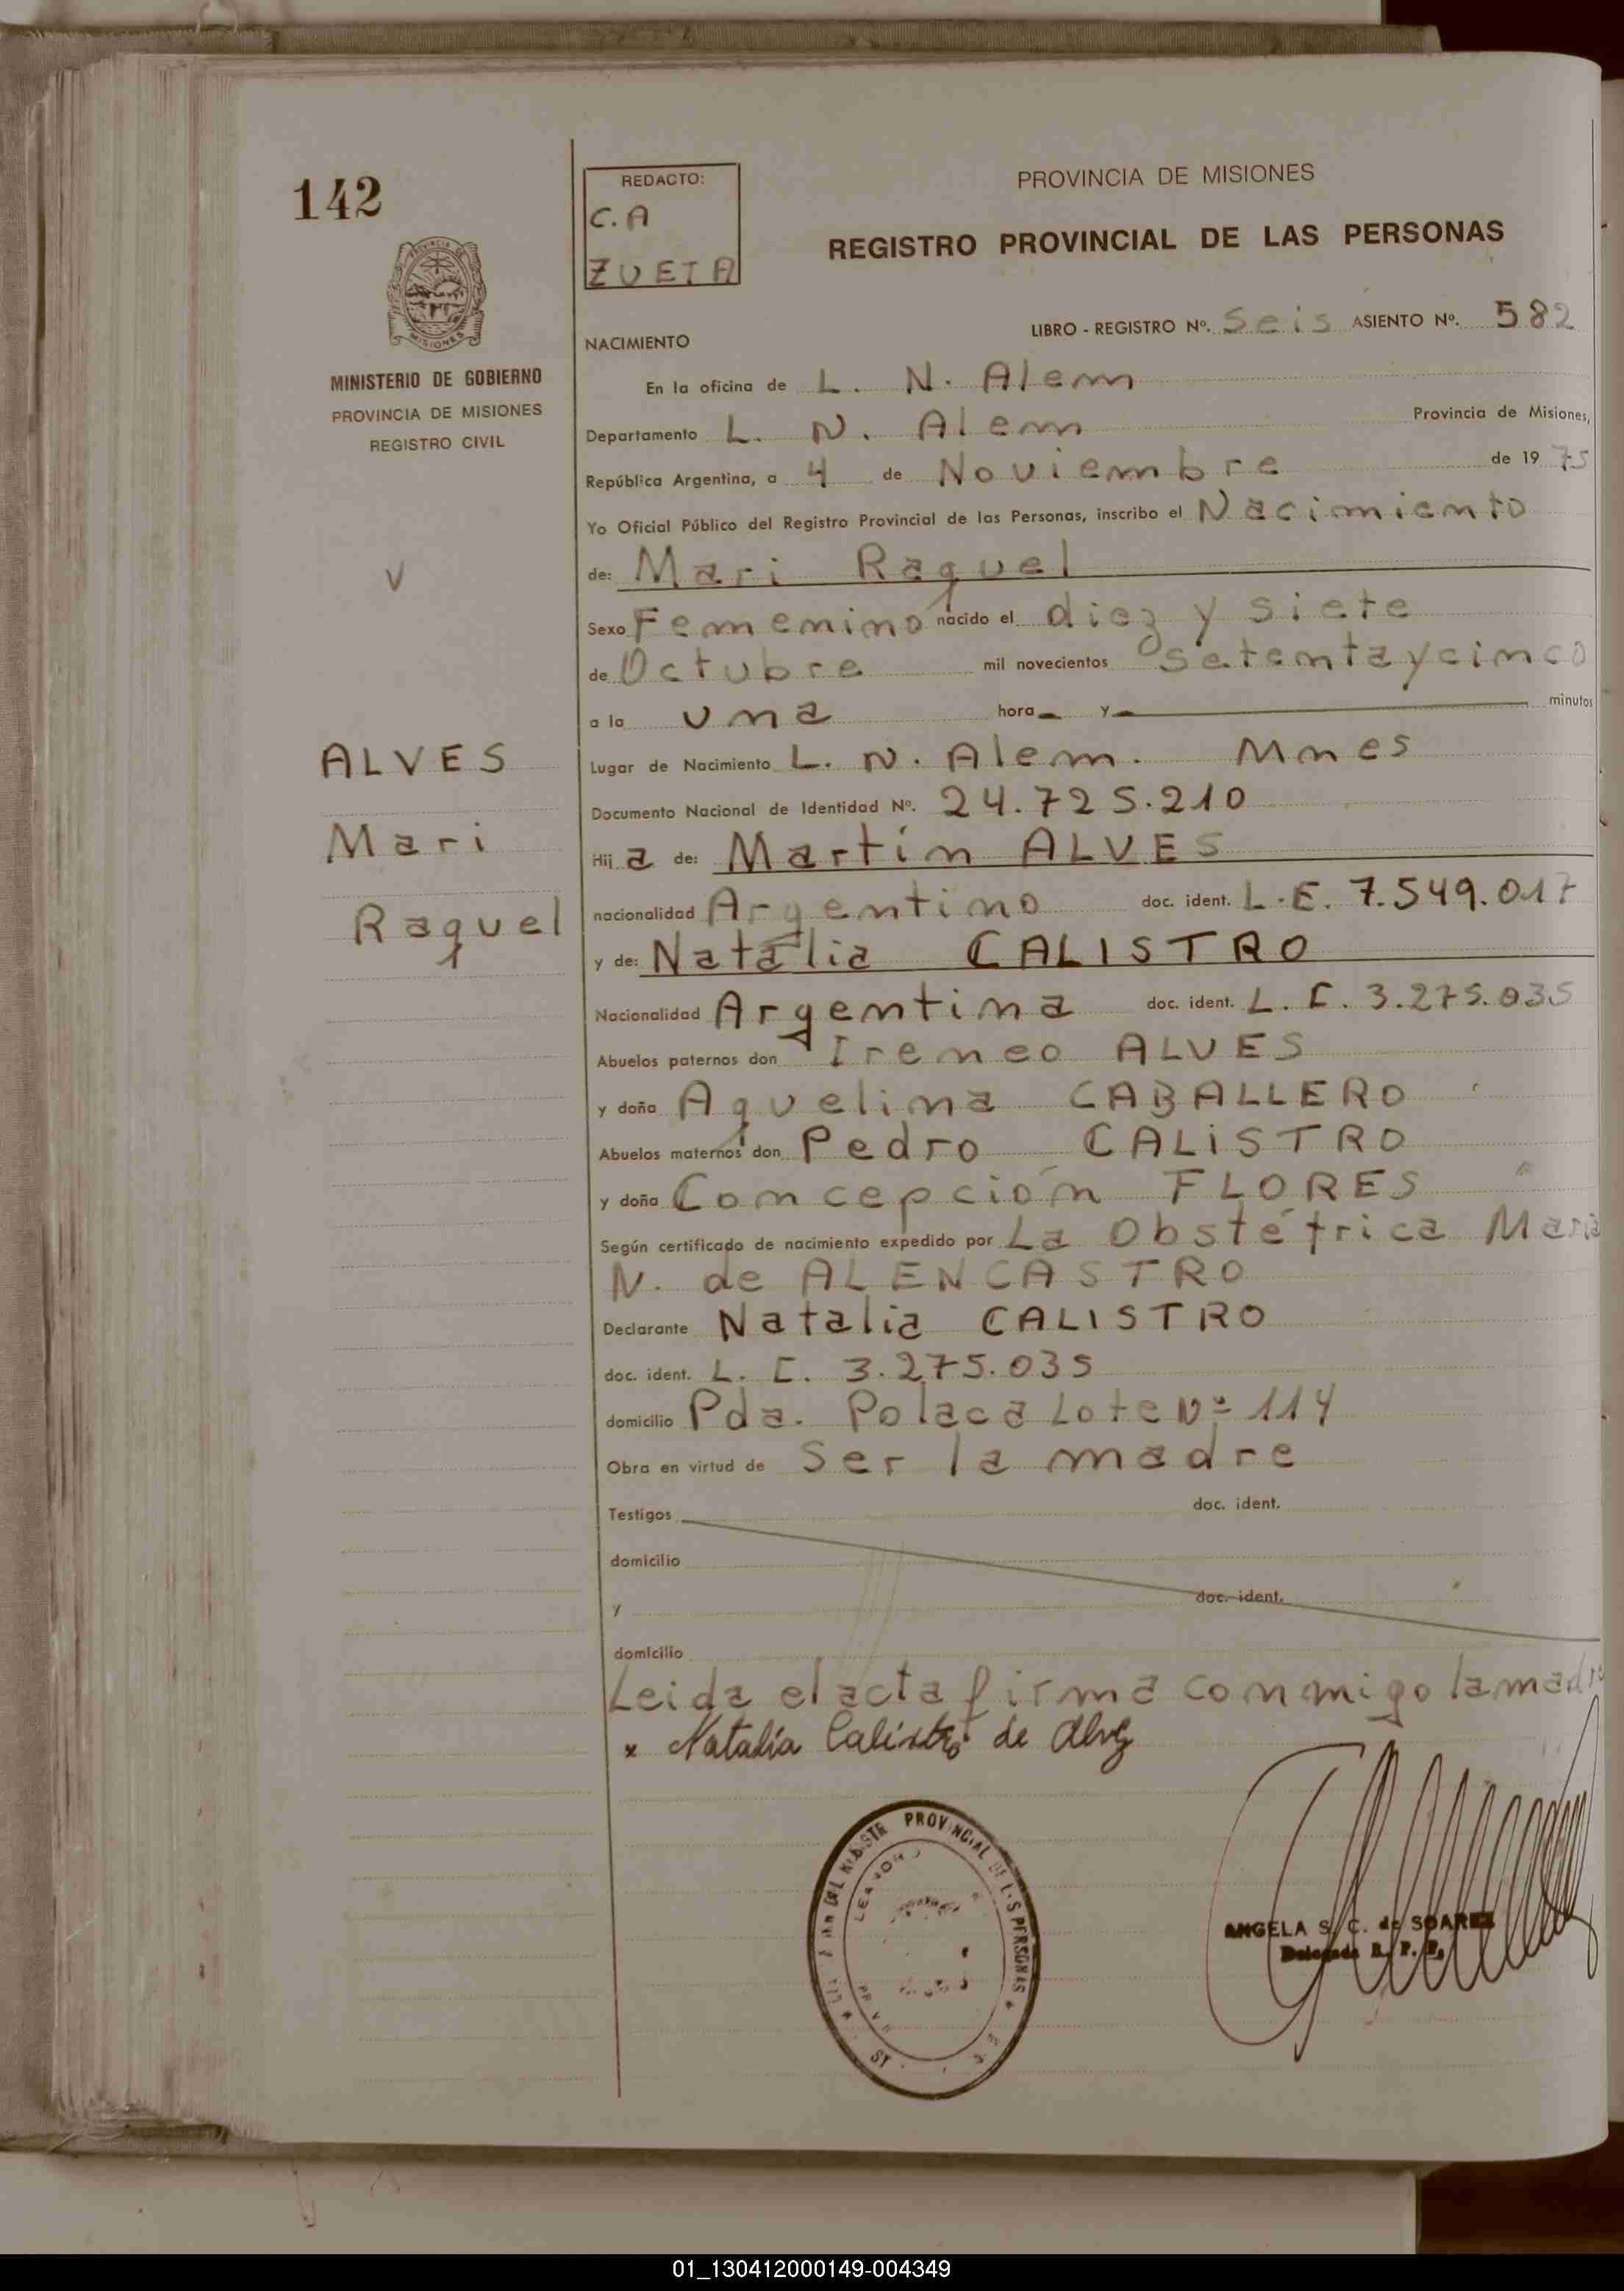 142
MINISTERIO DE GOBIERNO
PROVINCIA DE MISIONES
REGISTRO CIVIL
V
ALVES
Mari
Raquel
REDACTO:
C.A
ZUETA
PROVINCIA DE MISIONES
REGISTRO PROVINCIAL DE LAS PERSONAS
LIBRO - REGISTRO Nº. Seis ASIENTO Nº. 582
NACIMIENTO
En la oficina de L. N. Alem
Departamento L. N. Alem Provincia de Misiones,
República Argentina, a 4 de Noviembre de 19 75
Yo Oficial Público del Registro Provincial de las Personas, inscribo el Nacimiento
de: Mari Raquel
Sexo Femenino nacido el diez y siete
de Octubre mil novecientos setentaycinco
a la una hora y minutos
Lugar de Nacimiento L. N. Alem. Mnes
Documento Nacional de Identidad Nº. 24.725.210
Hij a de: Martín ALVES
nacionalidad Argentino doc. ident. L.E. 7.549.017
y de: Natalia CALISTRO
Nacionalidad Argentina doc. ident. L. C. 3.275.035
Abuelos paternos don Ireneo ALVES
y doña Aquelina CABALLERO
Abuelos maternos don Pedro CALISTRO
y doña Concepción FLORES
Según certificado de nacimiento expedido por La Obstétrica Maria
N. de ALENCASTRO
Declarante Natalia CALISTRO
doc. ident. L. C. 3.275.035
domicilio Pda. Polaca Lote Nº 114
Obra en virtud de Ser la madre
Testigos doc. ident.
domicilio
y doc. ident.
domicilio
Leida el acta firma conmigo la madre
x Natalia Calistro de Alvez
PROVINCIAL PERSONAS
LEANDRO
ANGELA S. C. de SOAREZ
Delegada R. P. P.
01_130412000149-004349